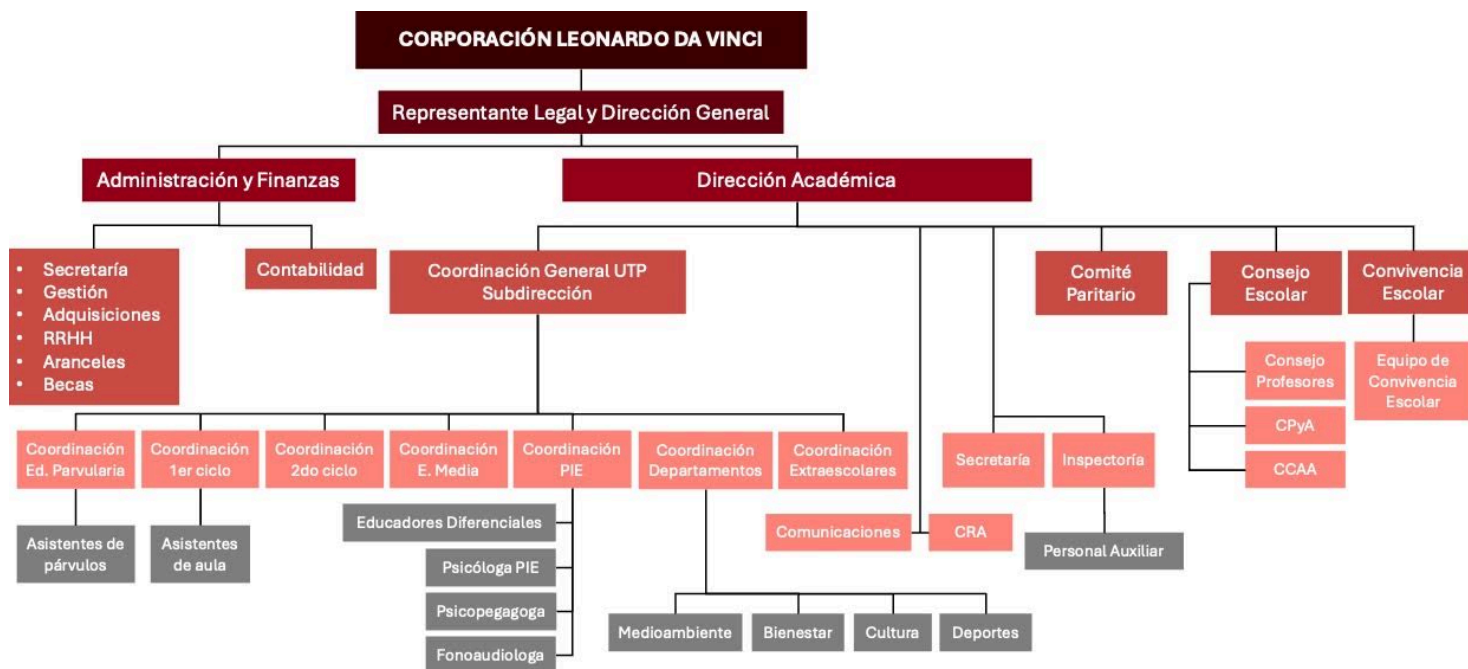 CORPORACIÓN LEONARDO DA VINCI
Representante Legal y Dirección General
Administración y Finanzas
Dirección Académica
• Secretaría
• Gestión
• Adquisiciones
• RRHH
• Aranceles
• Becas
Contabilidad
Coordinación General UTP
Subdirección
Comité
Paritario
Consejo
Escolar
Convivencia
Escolar
Consejo
Profesores
CPyA
CCAA
Equipo de
Convivencia
Escolar
Coordinación
Ed. Parvularia
Coordinación
1er ciclo
Coordinación
2do ciclo
Coordinación
E. Media
Coordinación
PIE
Coordinación
Departamentos
Coordinación
Extraescolares
Secretaría
Inspectoría
Asistentes de
párvulos
Asistentes
de aula
Educadores Diferenciales
Psicóloga PIE
Psicopegagoga
Fonoaudiologa
Comunicaciones
CRA
Personal Auxiliar
Medioambiente
Bienestar
Cultura
Deportes